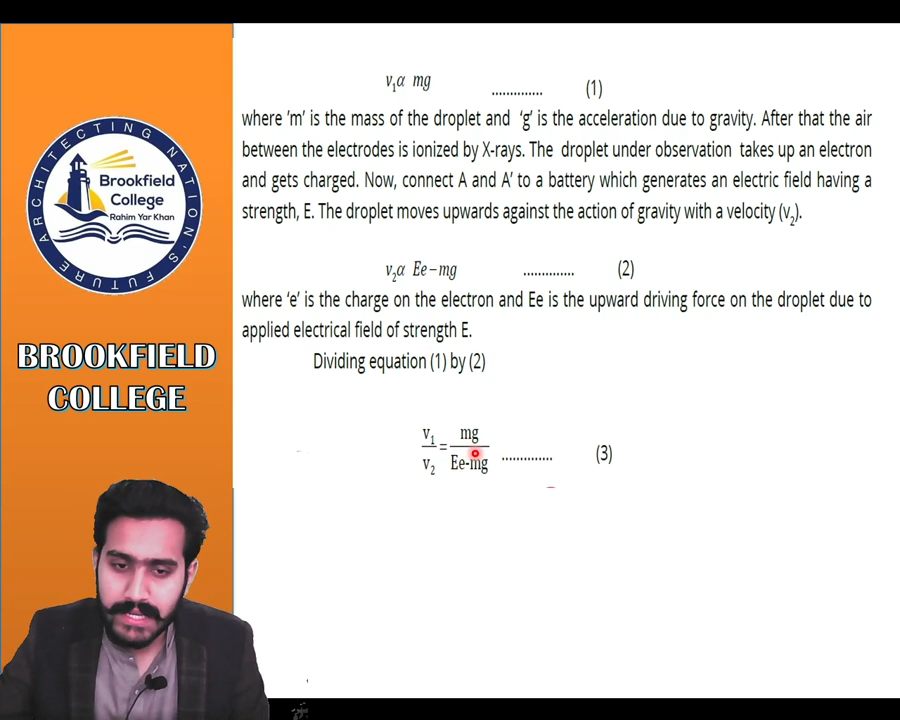 v₁α mg .............. (1)
where 'm' is the mass of the droplet and 'g' is the acceleration due to gravity. After that the air
between the electrodes is ionized by X-rays. The droplet under observation takes up an electron
and gets charged. Now, connect A and A' to a battery which generates an electric field having a
strength, E. The droplet moves upwards against the action of gravity with a velocity (v₂).
v₂α Ee – mg .............. (2)
where 'e' is the charge on the electron and Ee is the upward driving force on the droplet due to
applied electrical field of strength E.
Dividing equation (1) by (2)
v₁/v₂ = mg/Ee-mg .............. (3)
ARCHITECTING NATION'S FUTURE
Brookfield
College
Rahim Yar Khan
BROOKFIELD
COLLEGE